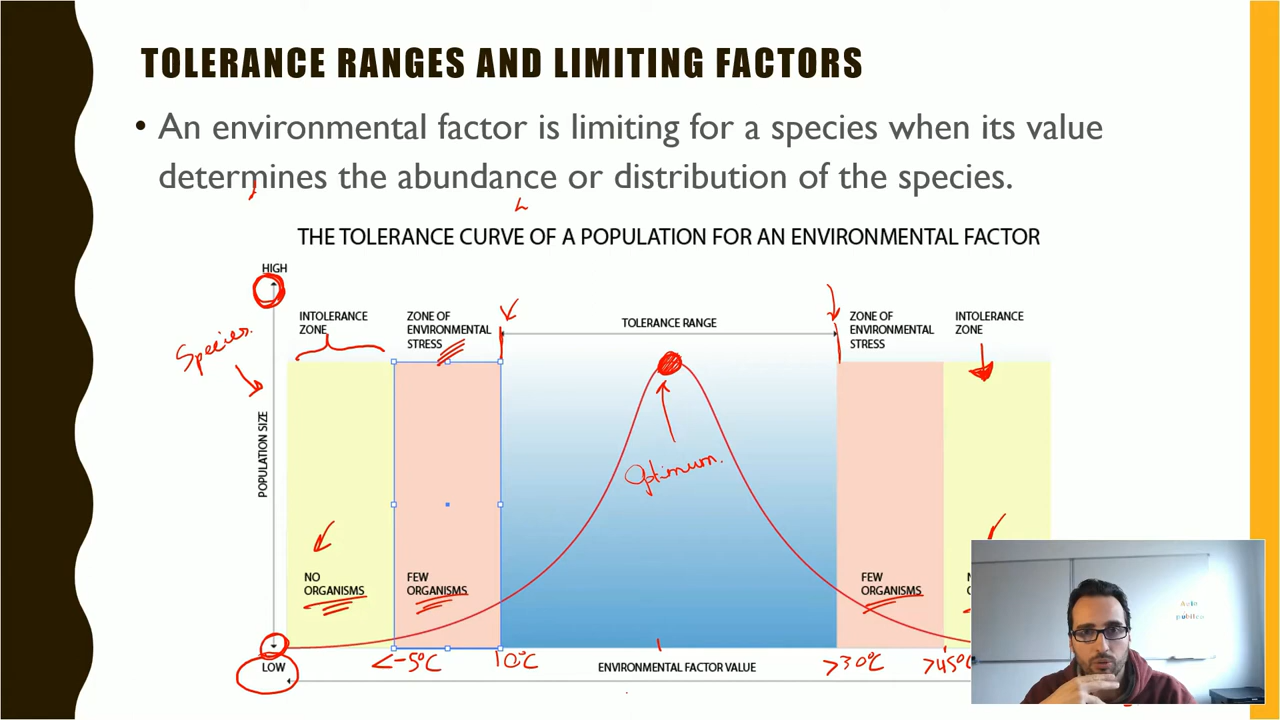 TOLERANCE RANGES AND LIMITING FACTORS
• An environmental factor is limiting for a species when its value
determines the abundance or distribution of the species.
THE TOLERANCE CURVE OF A POPULATION FOR AN ENVIRONMENTAL FACTOR
HIGH
INTOLERANCE
ZONE
ZONE OF
ENVIRONMENTAL
STRESS
TOLERANCE RANGE
ZONE OF
ENVIRONMENTAL
STRESS
INTOLERANCE
ZONE
Species.
POPULATION SIZE
Optimum.
NO
ORGANISMS
FEW
ORGANISMS
FEW
ORGANISMS
LOW
<-5°C
10°C
ENVIRONMENTAL FACTOR VALUE
>30°C
>45°C